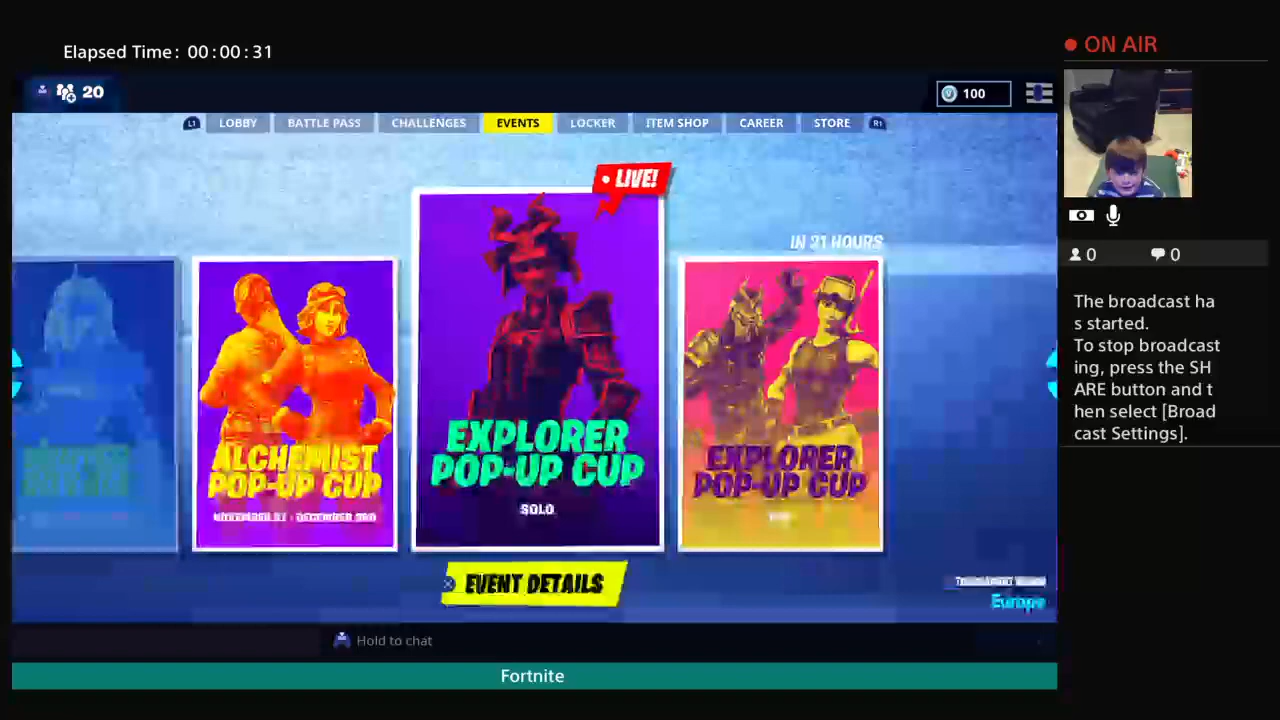 Elapsed Time: 00:00:31
ON AIR
20
100
L1 LOBBY BATTLE PASS CHALLENGES EVENTS LOCKER ITEM SHOP CAREER STORE R1
LIVE!
IN 21 HOURS
ALCHEMIST
POP-UP CUP
EXPLORER
POP-UP CUP
SOLO
EXPLORER
POP-UP CUP
EVENT DETAILS
Europe
Hold to chat
Fortnite
0 0
The broadcast ha
s started.
To stop broadcast
ing, press the SH
ARE button and t
hen select [Broad
cast Settings].